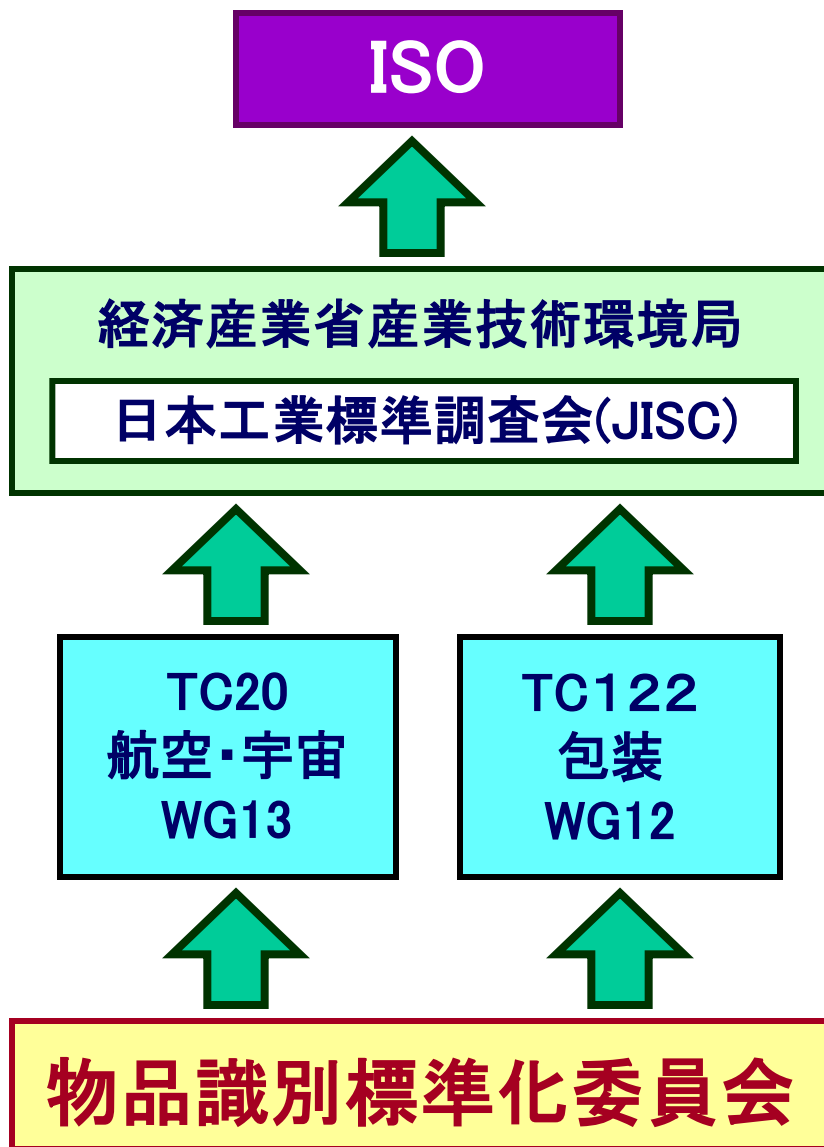 ISO
経済産業省産業技術環境局
日本工業標準調査会(JISC)
TC20
航空・宇宙
WG13
TC１２２
包装
WG12
物品識別標準化委員会